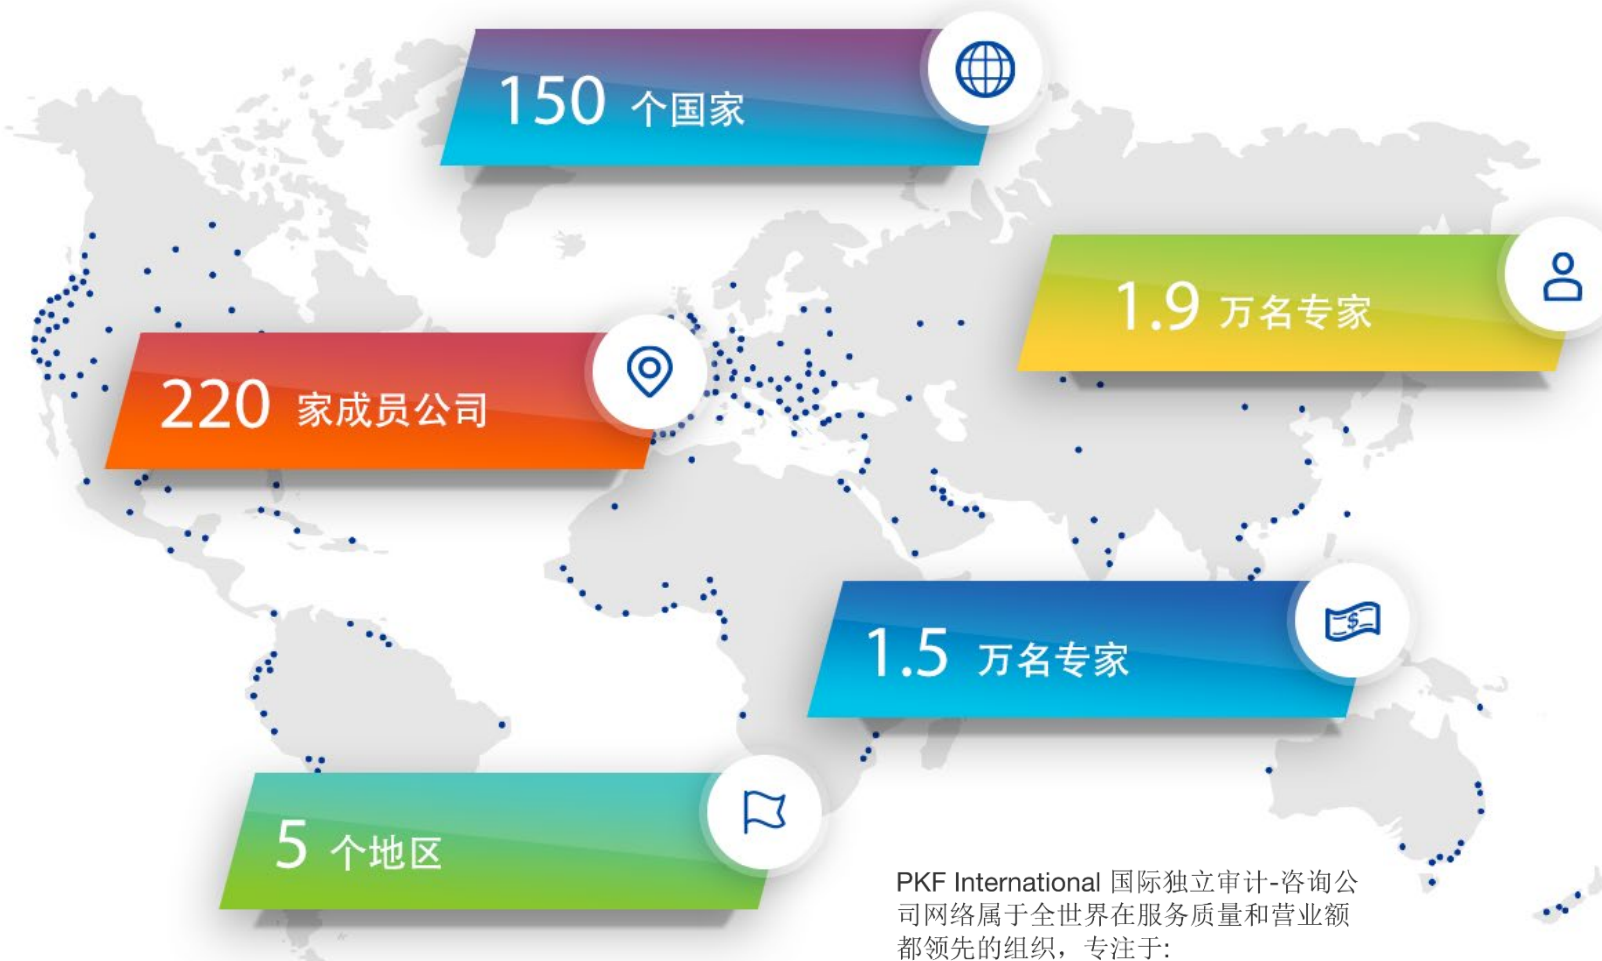 150 个国家
1.9 万名专家
220 家成员公司
1.5 万名专家
5 个地区
PKF International 国际独立审计-咨询公
司网络属于全世界在服务质量和营业额
都领先的组织，专注于: